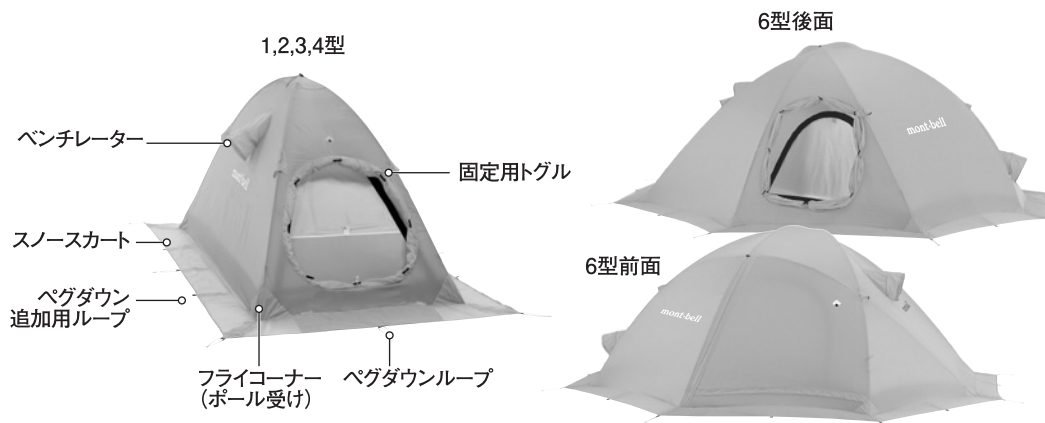 1,2,3,4型
ベンチレーター
mont-bell
固定用トグル
スノースカート
ペグダウン
追加用ループ
フライコーナー
（ポール受け）
ペグダウンループ
6型後面
mont-bell
6型前面
mont-bell